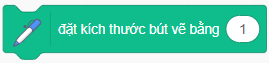 đặt kích thước bút vẽ bằng 1